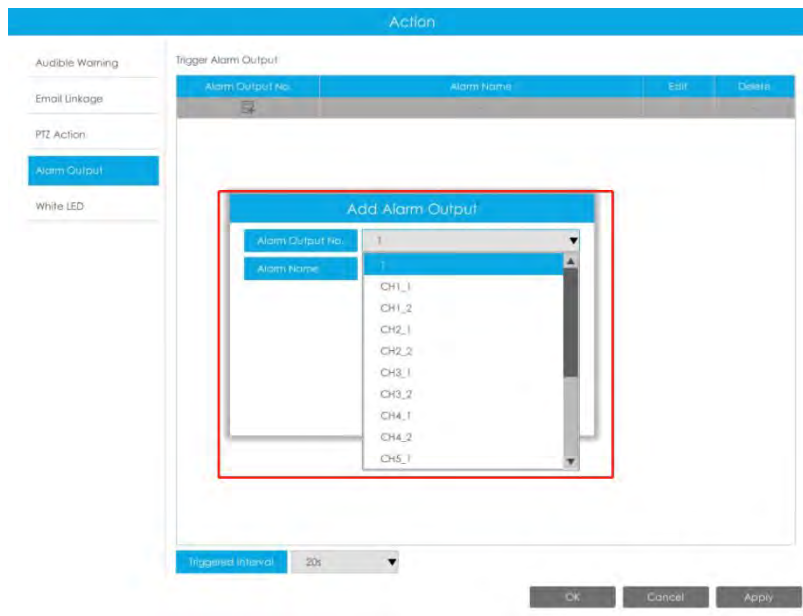 Action
Audible Warning
Email Linkage
PTZ Action
Alarm Output
White LED
Trigger Alarm Output
Alarm Output No. Alarm Name Edit Delete
Add Alarm Output
Alarm Output No. 1
Alarm Name
1
CH1_1
CH1_2
CH2_1
CH2_2
CH3_1
CH3_2
CH4_1
CH4_2
CH5_1
Triggered Interval 20s
OK Cancel Apply